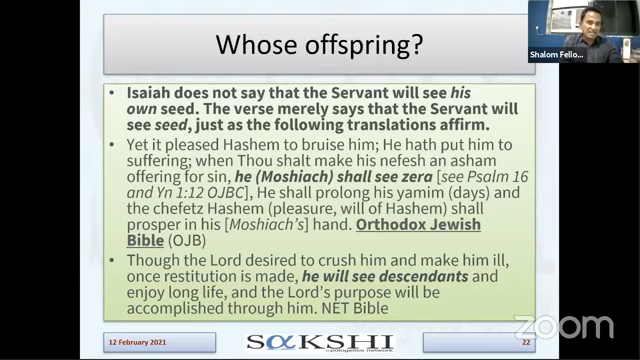 Whose offspring?
Shalom Fello...
• Isaiah does not say that the Servant will see his
own seed. The verse merely says that the Servant will
see seed, just as the following translations affirm.
• Yet it pleased Hashem to bruise him; He hath put him to
suffering; when Thou shalt make his nefesh an asham
offering for sin, he (Moshiach) shall see zera [see Psalm 16
and Yn 1:12 OJBC], He shall prolong his yamim (days) and
the chefetz Hashem (pleasure, will of Hashem) shall
prosper in his [Moshiach's] hand. Orthodox Jewish
Bible (OJB)
• Though the Lord desired to crush him and make him ill,
once restitution is made, he will see descendants and
enjoy long life, and the Lord's purpose will be
accomplished through him. NET Bible
12 February 2021
SαKSHI
apologetics network
22
zoom